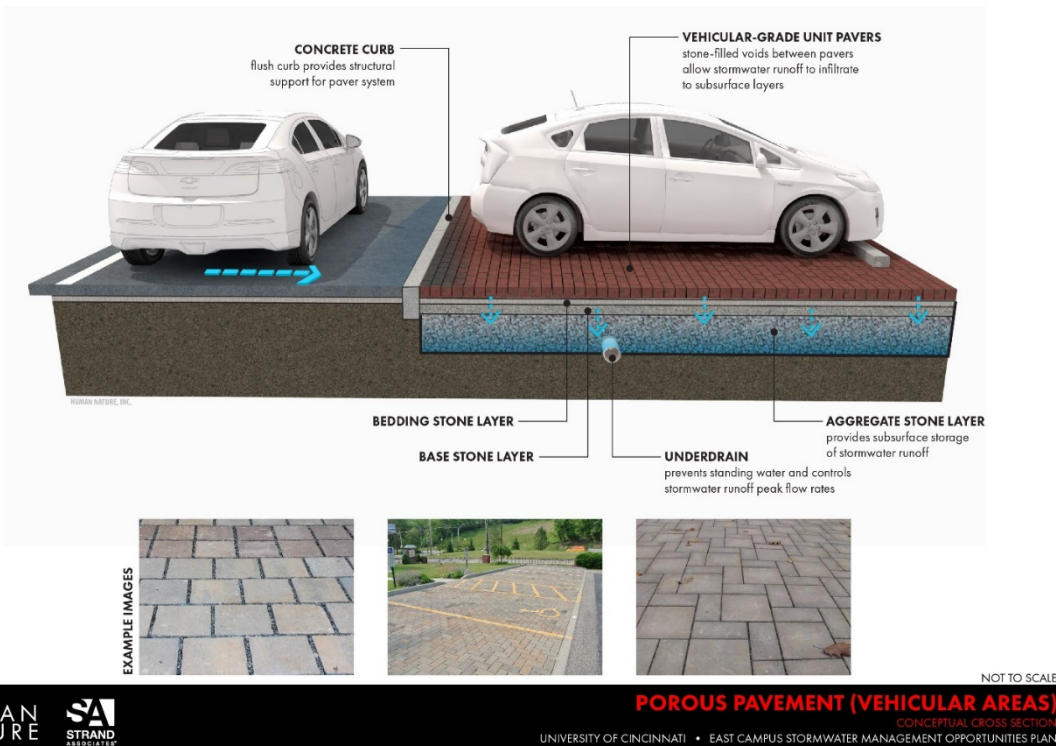 CONCRETE CURB
flush curb provides structural
support for paver system
VEHICULAR-GRADE UNIT PAVERS
stone-filled voids between pavers
allow stormwater runoff to infiltrate
to subsurface layers
HUMAN NATURE, INC.
BEDDING STONE LAYER
BASE STONE LAYER
UNDERDRAIN
prevents standing water and controls
stormwater runoff peak flow rates
AGGREGATE STONE LAYER
provides subsurface storage
of stormwater runoff
EXAMPLE IMAGES
NOT TO SCALE
AN
URE
SA
STRAND
ASSOCIATES
POROUS PAVEMENT (VEHICULAR AREAS)
CONCEPTUAL CROSS SECTION
UNIVERSITY OF CINCINNATI • EAST CAMPUS STORMWATER MANAGEMENT OPPORTUNITIES PLAN